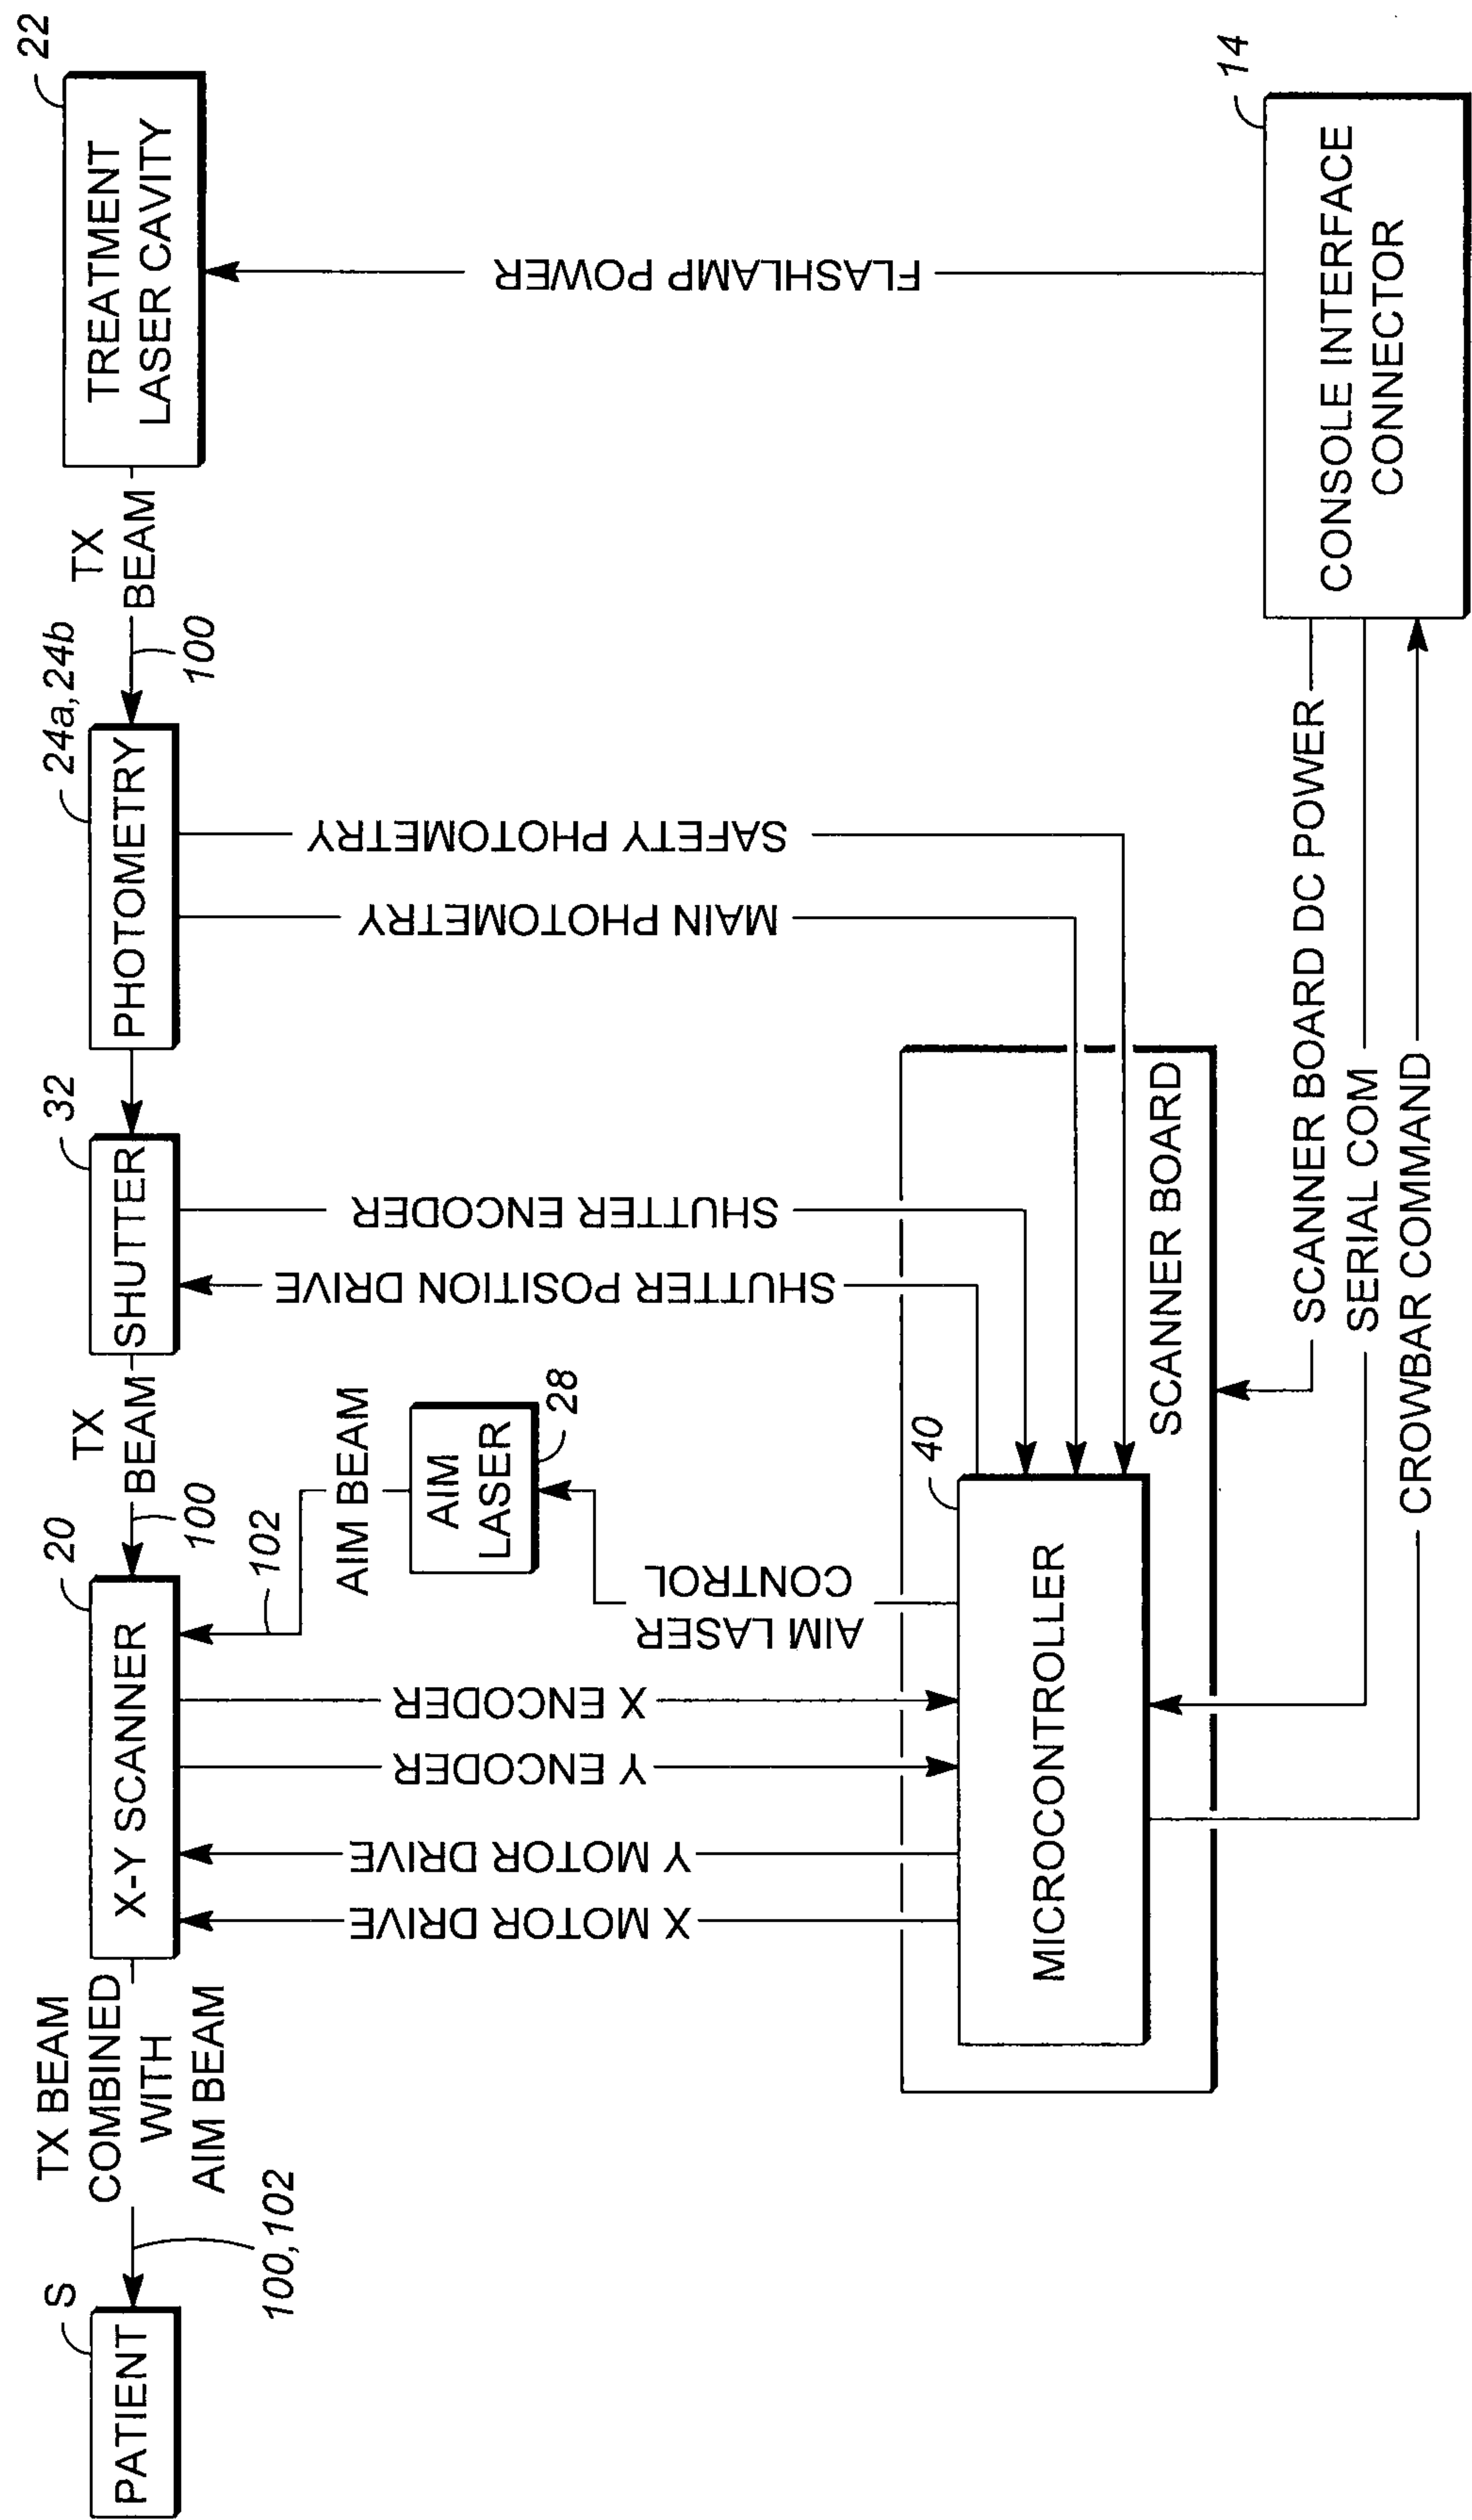 S
PATIENT
TX BEAM
COMBINED
WITH
AIM BEAM
100,102
20
X-Y SCANNER
100
TX
BEAM
32
SHUTTER
24a,24b
PHOTOMETRY
100
TX
BEAM
22
TREATMENT
LASER CAVITY
102
AIM BEAM
AIM
LASER
28
X MOTOR DRIVE
Y MOTOR DRIVE
Y ENCODER
X ENCODER
AIM LASER
CONTROL
SHUTTER POSITION DRIVE
SHUTTER ENCODER
MAIN PHOTOMETRY
SAFETY PHOTOMETRY
FLASHLAMP POWER
40
MICROCONTROLLER
SCANNER BOARD
SCANNER BOARD DC POWER
SERIAL COM
CROWBAR COMMAND
14
CONSOLE INTERFACE
CONNECTOR